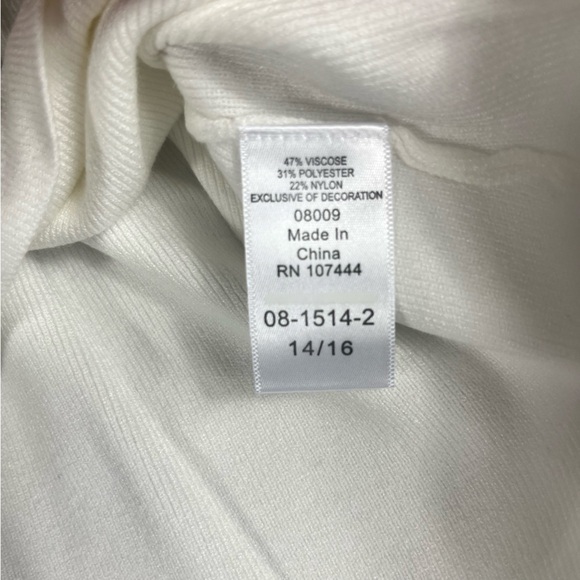 47% VISCOSE
31% POLYESTER
22% NYLON
EXCLUSIVE OF DECORATION
08009
Made In
China
RN 107444
08-1514-2
14/16